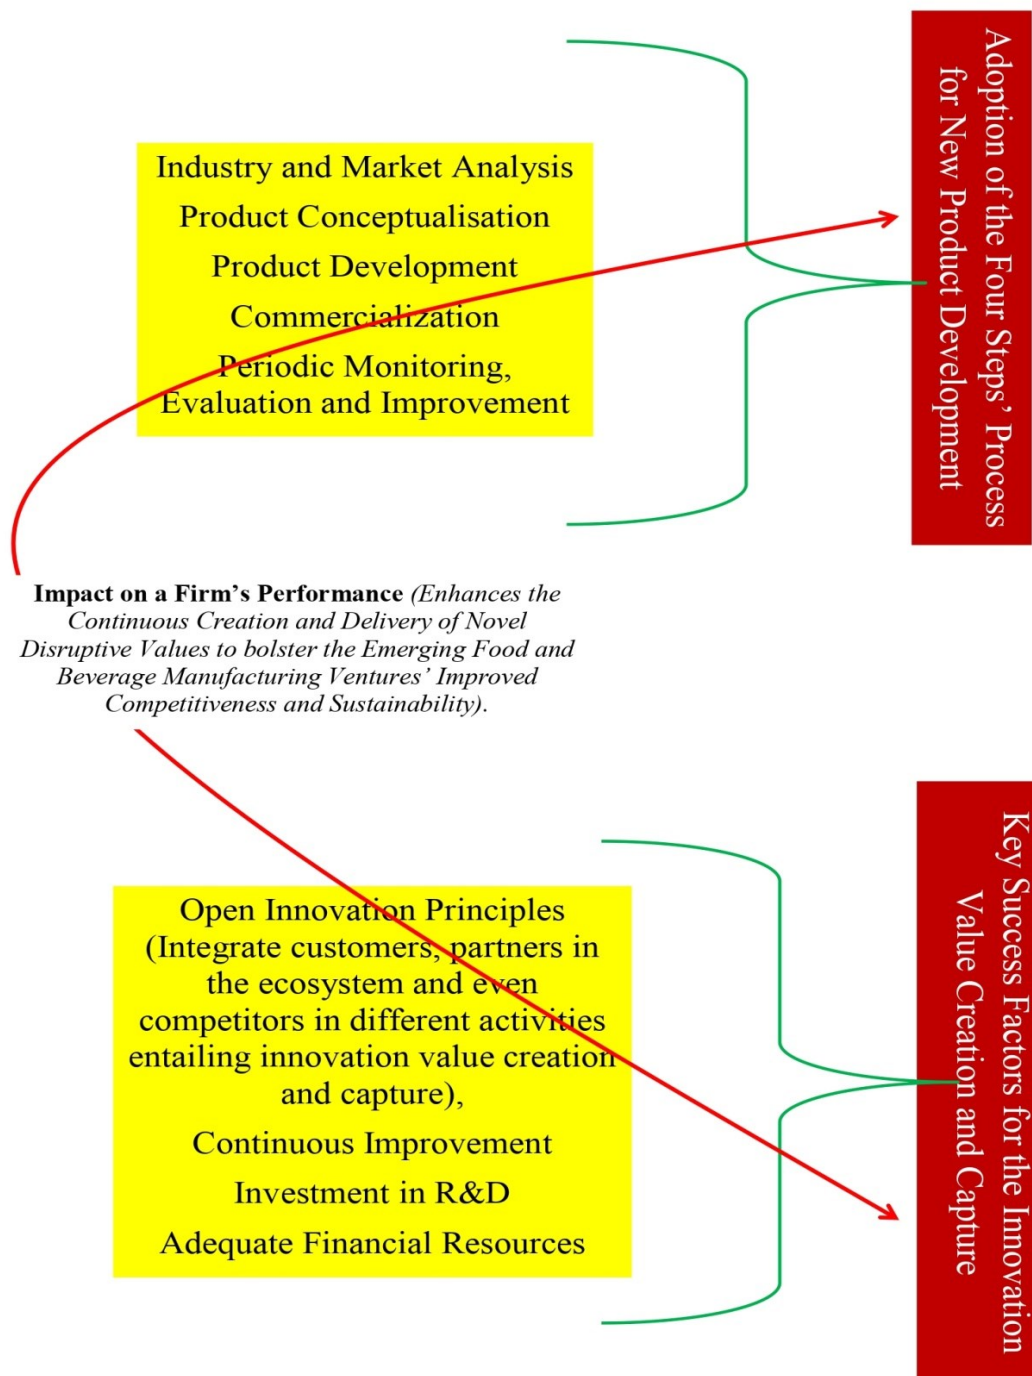 Adoption of the Four Steps’ Process
for New Product Development
Industry and Market Analysis
Product Conceptualisation
Product Development
Commercialization
Periodic Monitoring,
Evaluation and Improvement
Impact on a Firm’s Performance (Enhances the
Continuous Creation and Delivery of Novel
Disruptive Values to bolster the Emerging Food and
Beverage Manufacturing Ventures’ Improved
Competitiveness and Sustainability).
Key Success Factors for the Innovation
Value Creation and Capture
Open Innovation Principles
(Integrate customers, partners in
the ecosystem and even
competitors in different activities
entailing innovation value creation
and capture),
Continuous Improvement
Investment in R&D
Adequate Financial Resources